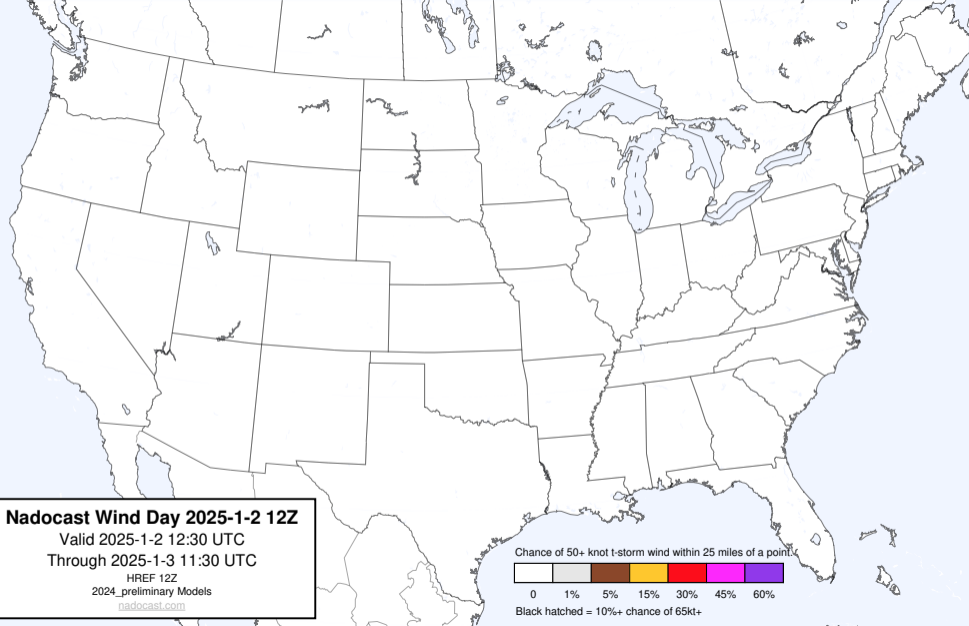 Nadocast Wind Day 2025-1-2 12Z
Valid 2025-1-2 12:30 UTC
Through 2025-1-3 11:30 UTC
HREF 12Z
2024_preliminary Models
nadocast.com
Chance of 50+ knot t-storm wind within 25 miles of a point.
0 1% 5% 15% 30% 45% 60%
Black hatched = 10%+ chance of 65kt+